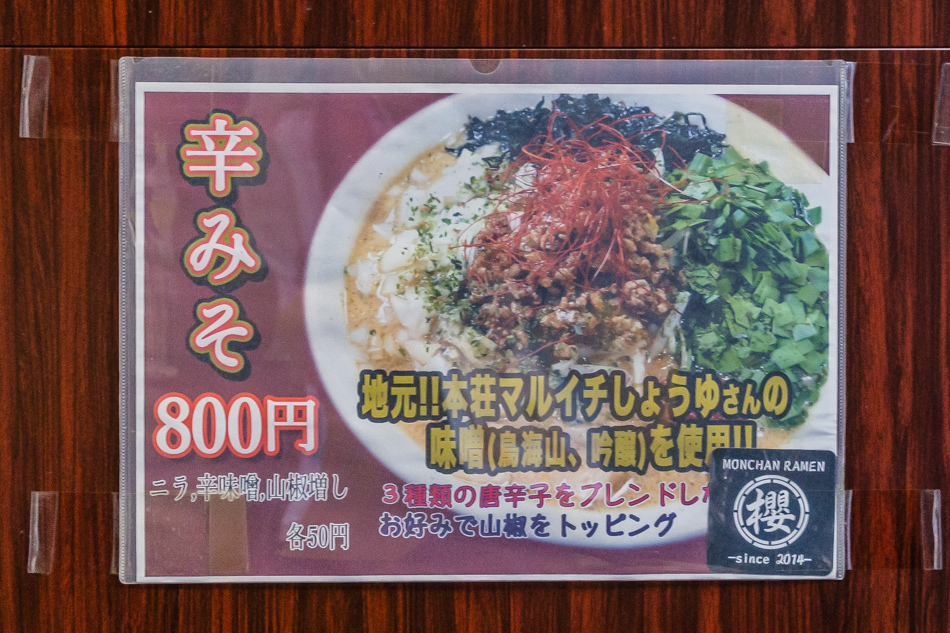 辛みそ
800円
ニラ,辛味噌,山椒増し
各50円
地元!!本荘マルイチしょうゆさんの
味噌(鳥海山、吟醸)を使用!!
3種類の唐辛子をブレンドした
お好みで山椒をトッピング
MONCHAN RAMEN
櫻
-since 2014-